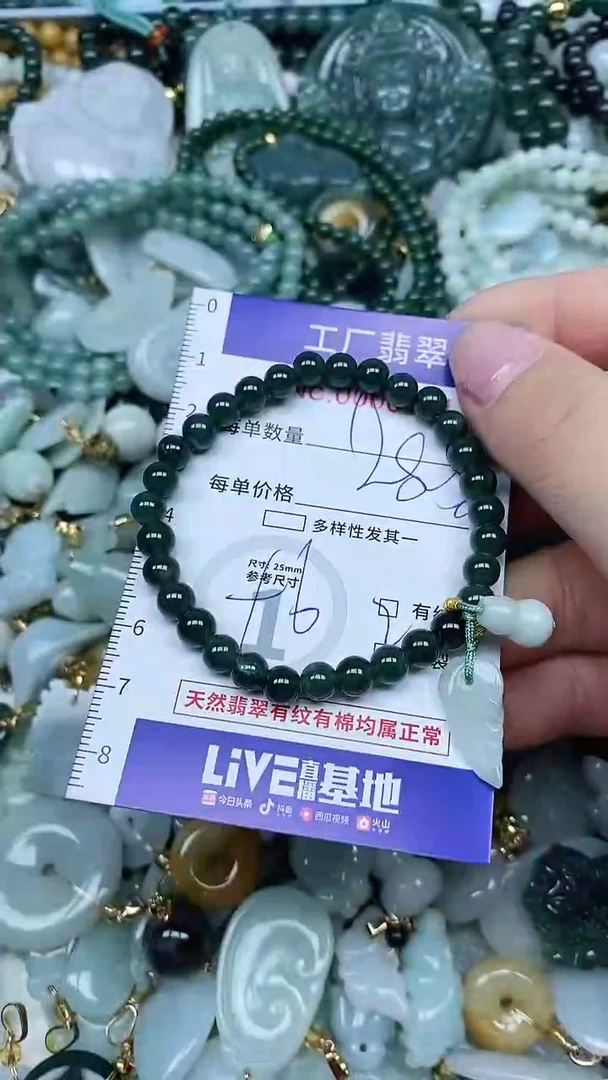 0
1
工厂翡翠
2
每单数量
每单价格
4
多样性发其一
尺寸: 25mm
参考尺寸
1
6
7
天然翡翠有纹有棉均属正常
8
LiVE直播基地
今日头条 抖音 西瓜视频 火山